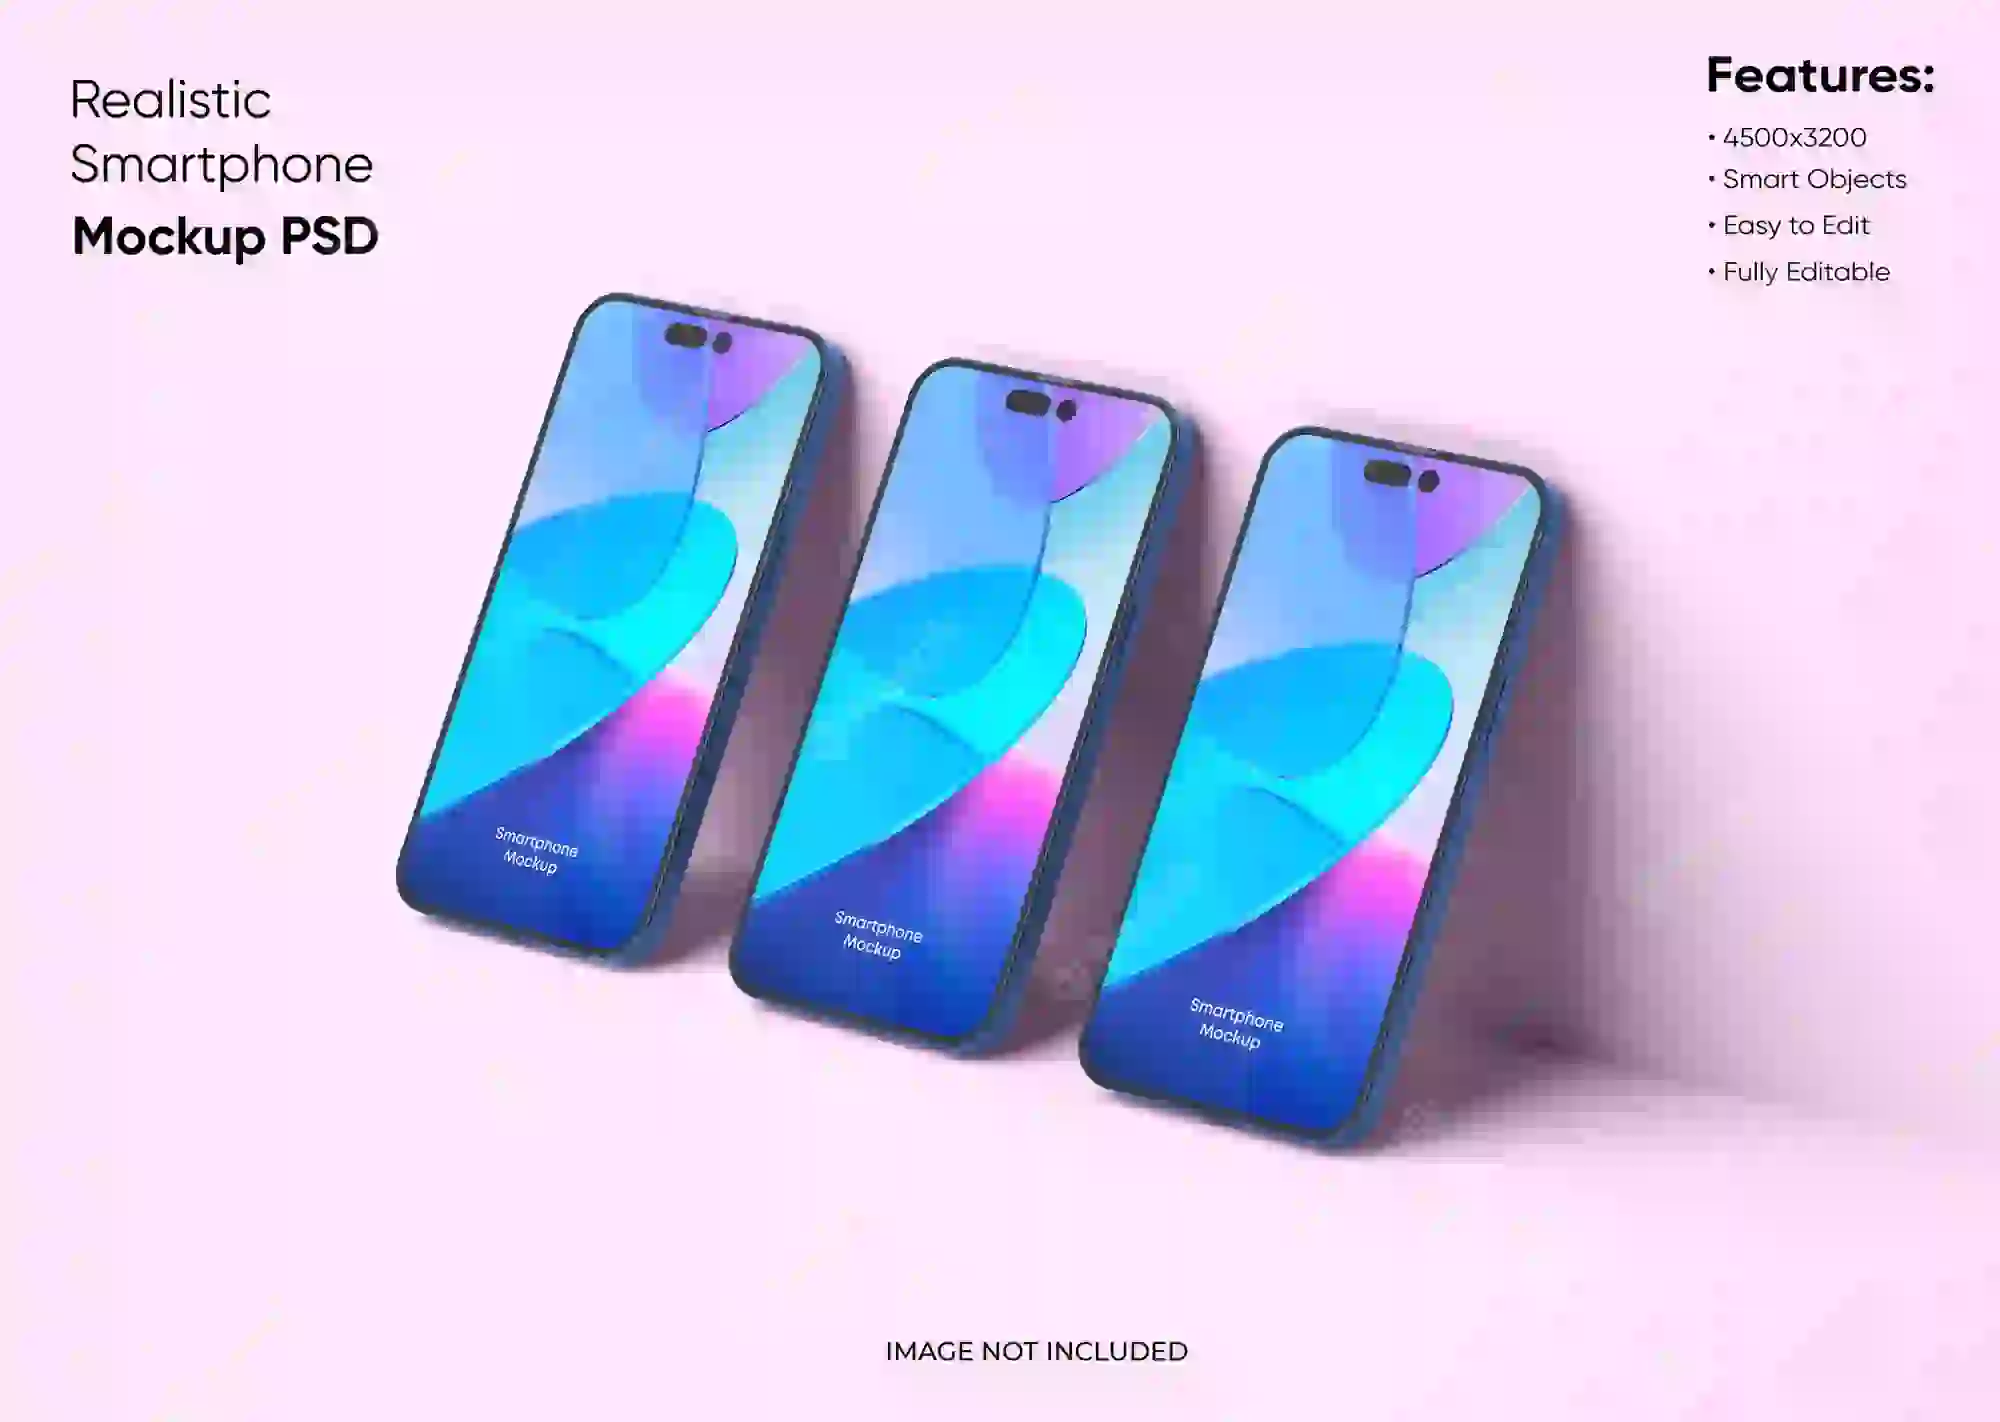 Realistic
Smartphone
Mockup PSD
Features:
• 4500x3200
• Smart Objects
• Easy to Edit
• Fully Editable
Smartphone
Mockup
Smartphone
Mockup
Smartphone
Mockup
IMAGE NOT INCLUDED